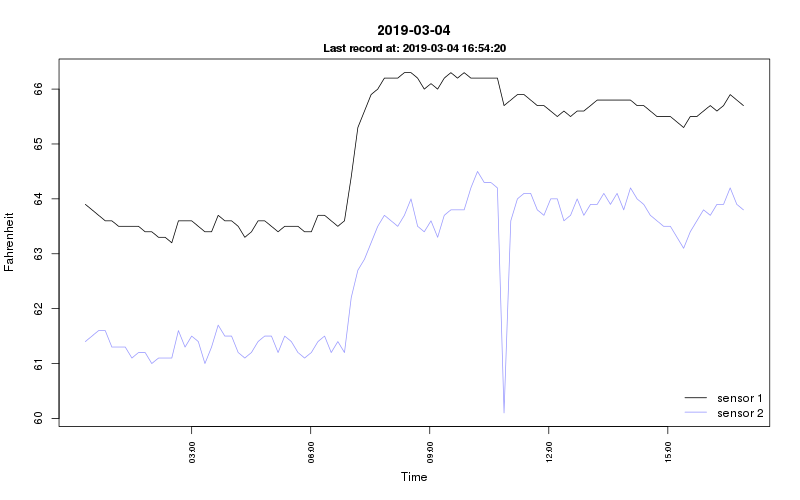 2019-03-04
Last record at: 2019-03-04 16:54:20
Fahrenheit
66
65
64
63
62
61
60
sensor 1
sensor 2
03:00 06:00 09:00 12:00 15:00
Time